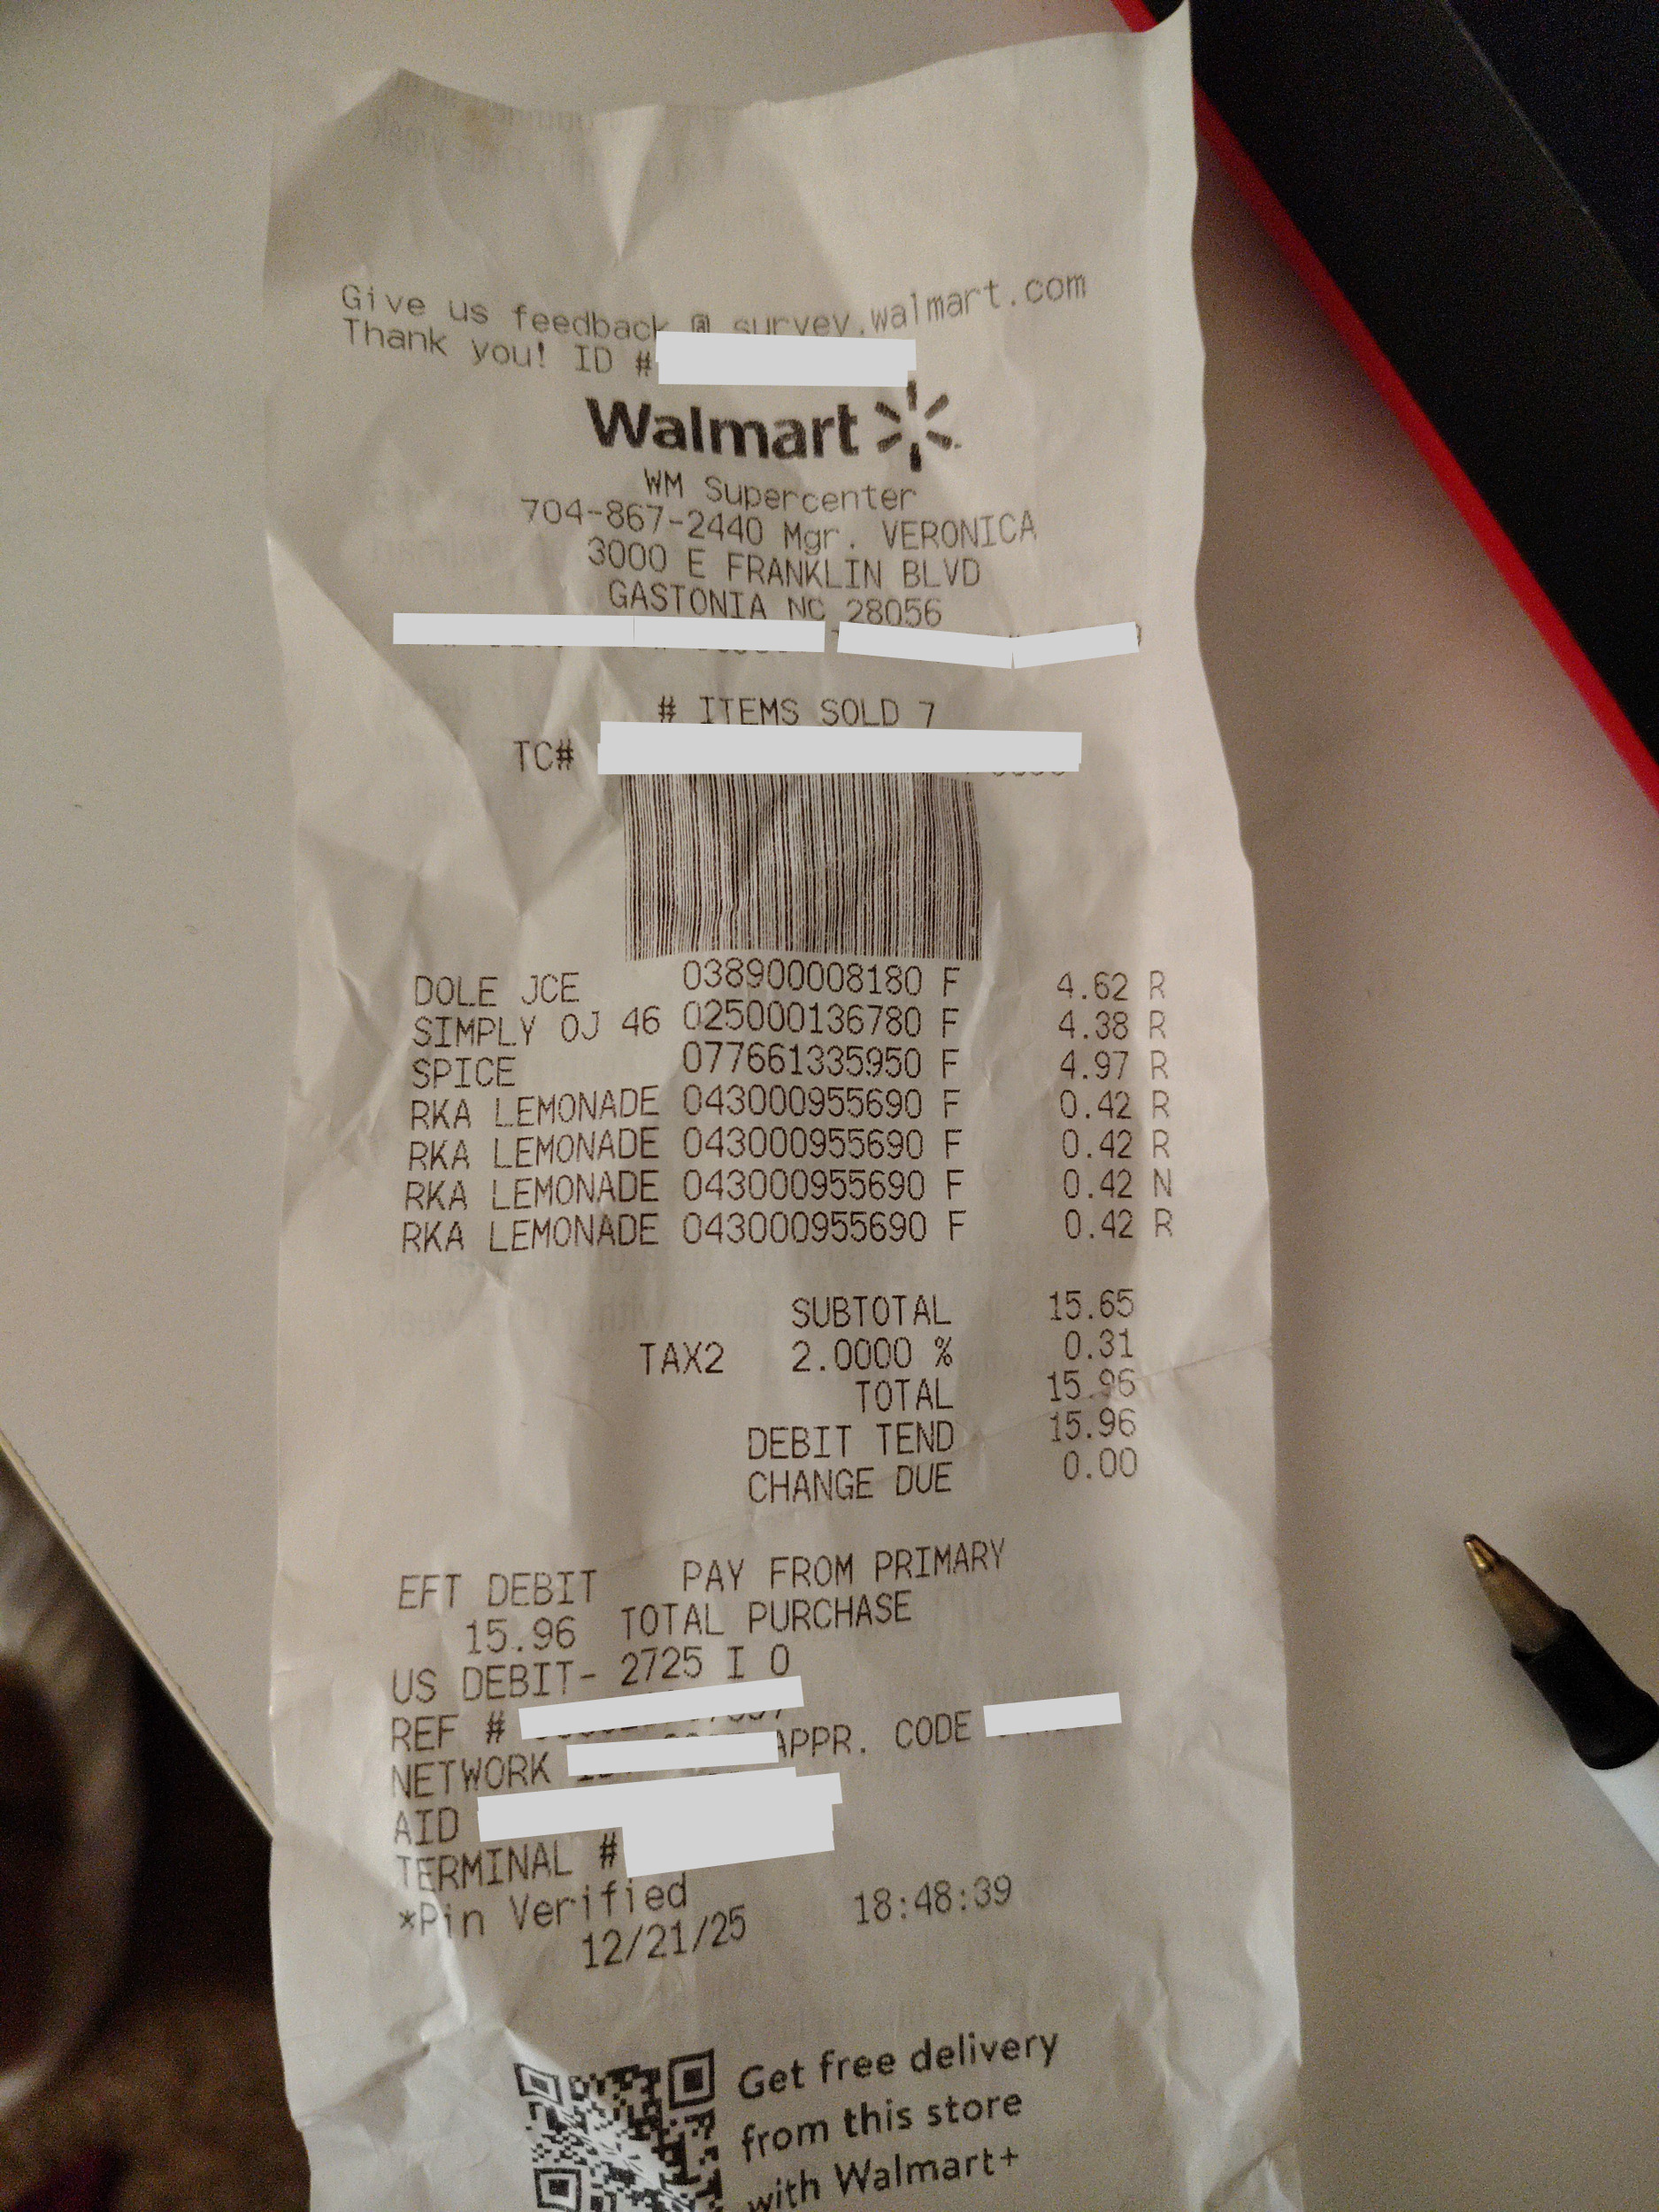 Give us feedback @ survey.walmart.com
Thank you! ID #
Walmart
WM Supercenter
704-867-2440 Mgr. VERONICA
3000 E FRANKLIN BLVD
GASTONIA NC 28056
# ITEMS SOLD 7
TC#
DOLE JCE 038900008180 F 4.62 R
SIMPLY OJ 46 025000136780 F 4.38 R
SPICE 077661335950 F 4.97 R
RKA LEMONADE 043000955690 F 0.42 R
RKA LEMONADE 043000955690 F 0.42 R
RKA LEMONADE 043000955690 F 0.42 N
RKA LEMONADE 043000955690 F 0.42 R
SUBTOTAL 15.65
TAX2 2.0000 % 0.31
TOTAL 15.96
DEBIT TEND 15.96
CHANGE DUE 0.00
EFT DEBIT PAY FROM PRIMARY
15.96 TOTAL PURCHASE
US DEBIT- 2725 I 0
REF #
NETWORK APPR. CODE
AID
TERMINAL #
*Pin Verified
12/21/25 18:48:39
Get free delivery
from this store
with Walmart+